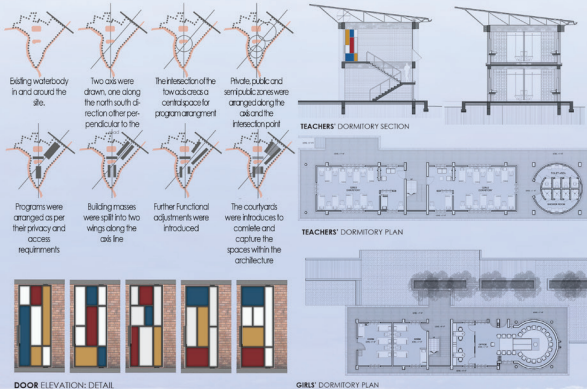 Existing waterbody
in and around the
site.
Two axis were
drawn, one along
the north south di-
rection other per-
pendicular to the
The intersection of the
tow axis creas a
central space for
program arrangment
Private, public and
semi public zones were
arranged along the
axis and the
intersection point
Programs were
arranged as per
their privacy and
access
requirnments
Building masses
were split into two
wings along the
axis line
Further Functional
adjustments were
introduced
The courtyards
were introduces to
comlete and
capture the
spaces within the
architecture
DOOR ELEVATION: DETAIL
TEACHERS' DORMITORY SECTION
TEACHERS' DORMITORY PLAN
GIRLS' DORMITORY PLAN